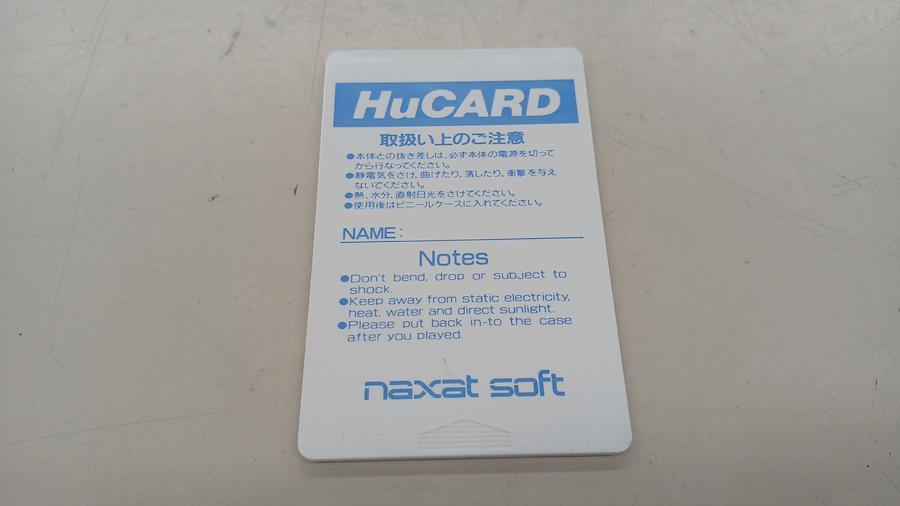 HuCARD
取扱い上のご注意
●本体との抜き差しは、必ず本体の電源を切って
から行なってください。
●静電気をさけ、曲げたり、落したり、衝撃を与え
ないでください。
●熱、水分、直射日光をさけてください。
●使用後はビニールケースに入れてください。
NAME:
Notes
●Don't bend, drop or subject to
shock.
●Keep away from static electricity,
heat, water and direct sunlight.
●Please put back in-to the case
after you played.
naxat soft